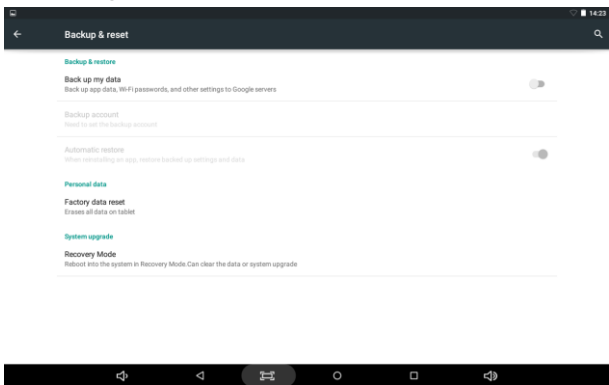 14:23
Backup & reset
Backup & restore
Back up my data
Back up app data, Wi-Fi passwords, and other settings to Google servers
Backup account
Need to set the backup account
Automatic restore
When reinstalling an app, restore backed up settings and data
Personal data
Factory data reset
Erases all data on tablet
System upgrade
Recovery Mode
Reboot into the system in Recovery Mode.Can clear the data or system upgrade